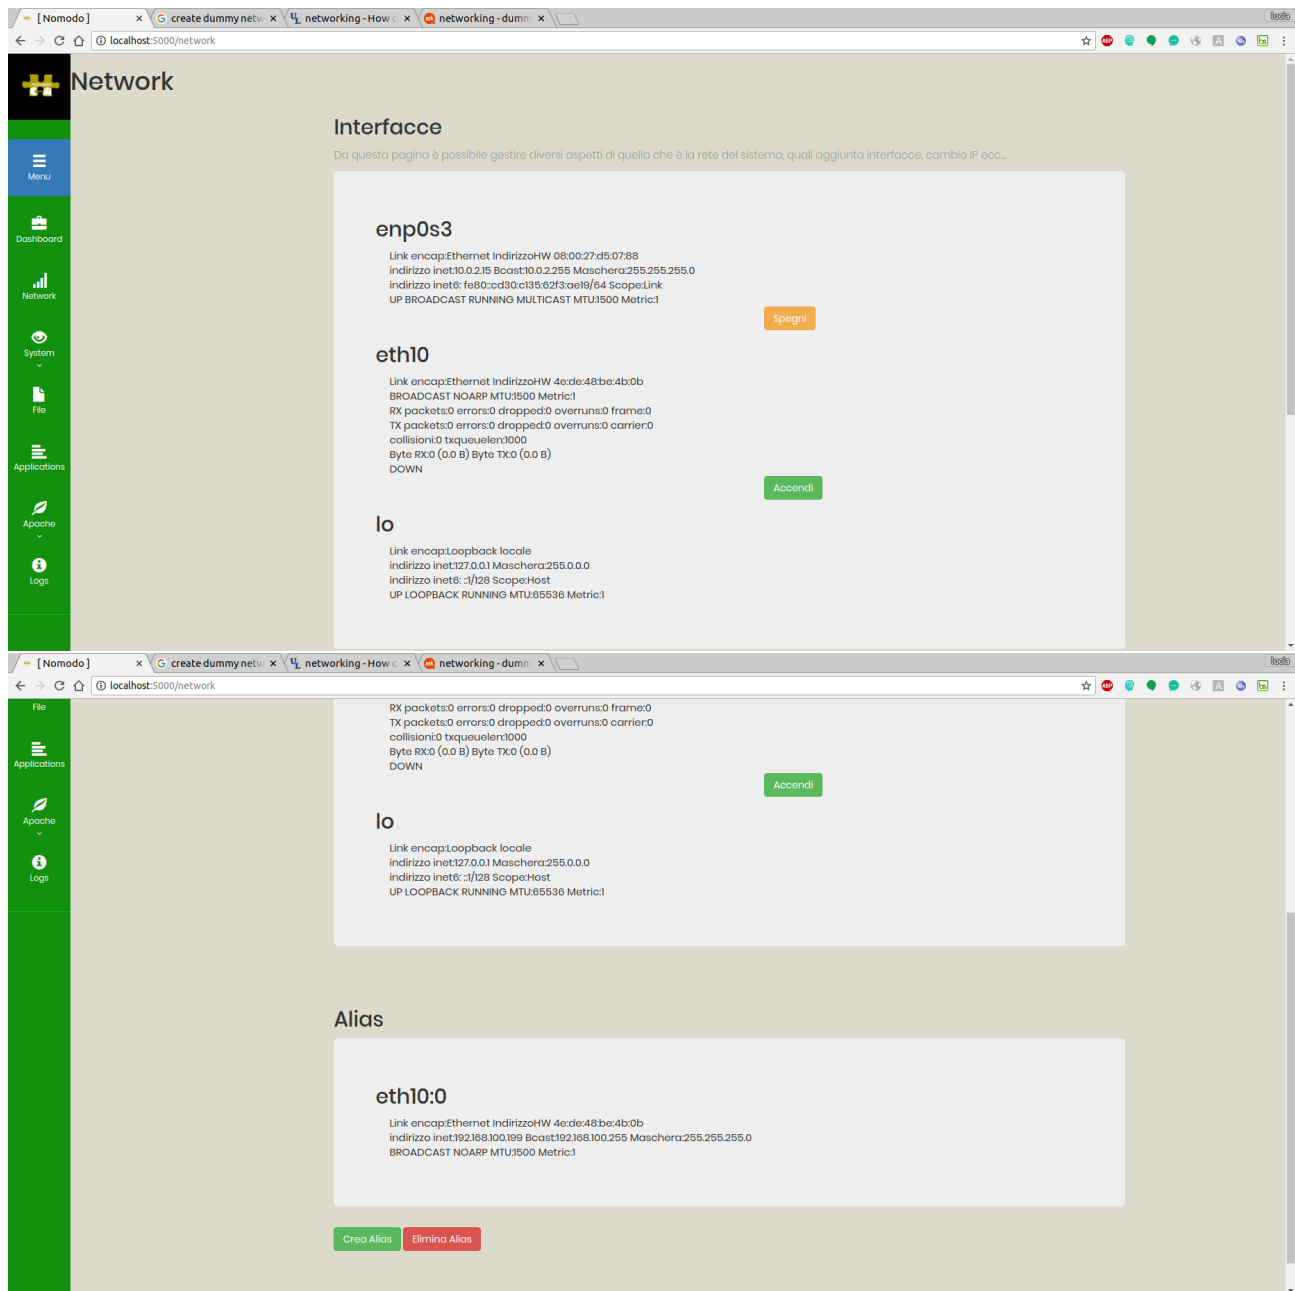 [ Nomodo ]
create dummy netw
networking - How c
networking - dumm
lucia
localhost:5000/network
Network
Interfacce
Da questa pagina è possibile gestire diversi aspetti di quella che è la rete del sistema, quali aggiunta interfacce, cambio IP ecc...
Menu
Dashboard
Network
System
File
Applications
Apache
Logs
enp0s3
Link encap:Ethernet IndirizzoHW 08:00:27:d5:07:88
indirizzo inet:10.0.2.15 Bcast:10.0.2.255 Maschera:255.255.255.0
indirizzo inet6: fe80::cd30:c135:62f3:ae19/64 Scope:Link
UP BROADCAST RUNNING MULTICAST MTU:1500 Metric:1
Spegni
eth10
Link encap:Ethernet IndirizzoHW 4e:de:48:be:4b:0b
BROADCAST NOARP MTU:1500 Metric:1
RX packets:0 errors:0 dropped:0 overruns:0 frame:0
TX packets:0 errors:0 dropped:0 overruns:0 carrier:0
collisioni:0 txqueuelen:1000
Byte RX:0 (0.0 B) Byte TX:0 (0.0 B)
DOWN
Accendi
lo
Link encap:Loopback locale
indirizzo inet:127.0.0.1 Maschera:255.0.0.0
indirizzo inet6: ::1/128 Scope:Host
UP LOOPBACK RUNNING MTU:65536 Metric:1
[ Nomodo ]
create dummy netw
networking - How c
networking - dumm
lucia
localhost:5000/network
File
Applications
Apache
Logs
RX packets:0 errors:0 dropped:0 overruns:0 frame:0
TX packets:0 errors:0 dropped:0 overruns:0 carrier:0
collisioni:0 txqueuelen:1000
Byte RX:0 (0.0 B) Byte TX:0 (0.0 B)
DOWN
Accendi
lo
Link encap:Loopback locale
indirizzo inet:127.0.0.1 Maschera:255.0.0.0
indirizzo inet6: ::1/128 Scope:Host
UP LOOPBACK RUNNING MTU:65536 Metric:1
Alias
eth10:0
Link encap:Ethernet IndirizzoHW 4e:de:48:be:4b:0b
indirizzo inet:192.168.100.199 Bcast:192.168.100.255 Maschera:255.255.255.0
BROADCAST NOARP MTU:1500 Metric:1
Crea Alias
Elimina Alias